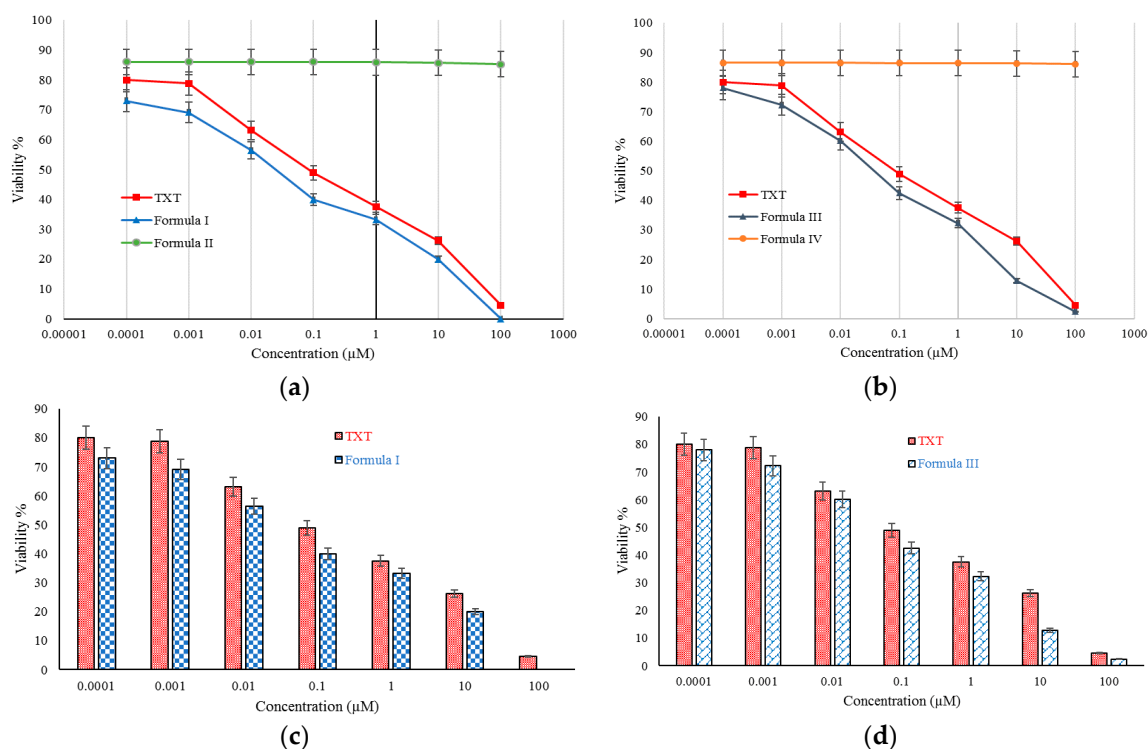 100
90
80
70
60
50
40
30
20
10
0
Viability %
TXT
Formula I
Formula II
0.00001 0.0001 0.001 0.01 0.1 1 10 100 1000
Concentration (µM)
(a)
100
90
80
70
60
50
40
30
20
10
0
Viability %
TXT
Formula III
Formula IV
0.00001 0.0001 0.001 0.01 0.1 1 10 100 1000
Concentration (µM)
(b)
90
80
70
60
50
40
30
20
10
0
Viability %
TXT
Formula I
0.0001 0.001 0.01 0.1 1 10 100
Concentration (µM)
(c)
90
80
70
60
50
40
30
20
10
0
Viability %
TXT
Formula III
0.0001 0.001 0.01 0.1 1 10 100
Concentration (µM)
(d)